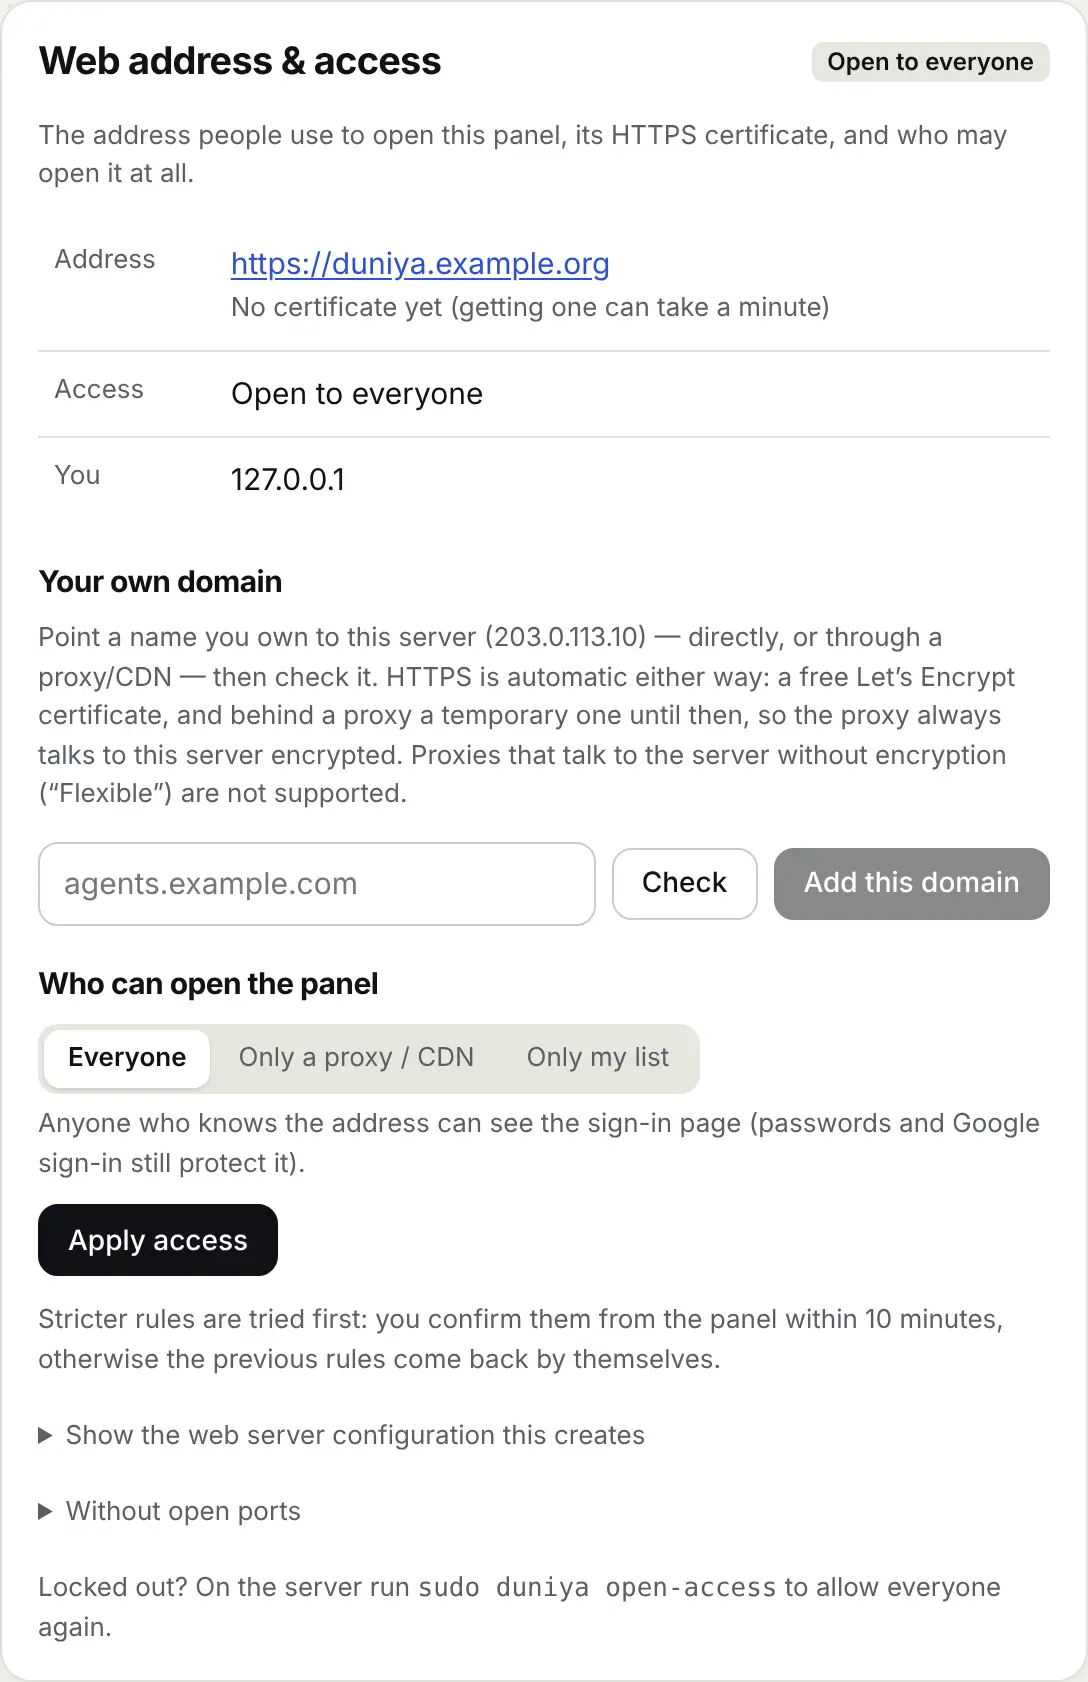 Web address & access
Open to everyone
The address people use to open this panel, its HTTPS certificate, and who may
open it at all.
Address
https://duniya.example.org
No certificate yet (getting one can take a minute)
Access
Open to everyone
You
127.0.0.1
Your own domain
Point a name you own to this server (203.0.113.10) — directly, or through a
proxy/CDN — then check it. HTTPS is automatic either way: a free Let’s Encrypt
certificate, and behind a proxy a temporary one until then, so the proxy always
talks to this server encrypted. Proxies that talk to the server without encryption
(“Flexible”) are not supported.
agents.example.com
Check
Add this domain
Who can open the panel
Everyone
Only a proxy / CDN
Only my list
Anyone who knows the address can see the sign-in page (passwords and Google
sign-in still protect it).
Apply access
Stricter rules are tried first: you confirm them from the panel within 10 minutes,
otherwise the previous rules come back by themselves.
Show the web server configuration this creates
Without open ports
Locked out? On the server run sudo duniya open-access to allow everyone
again.